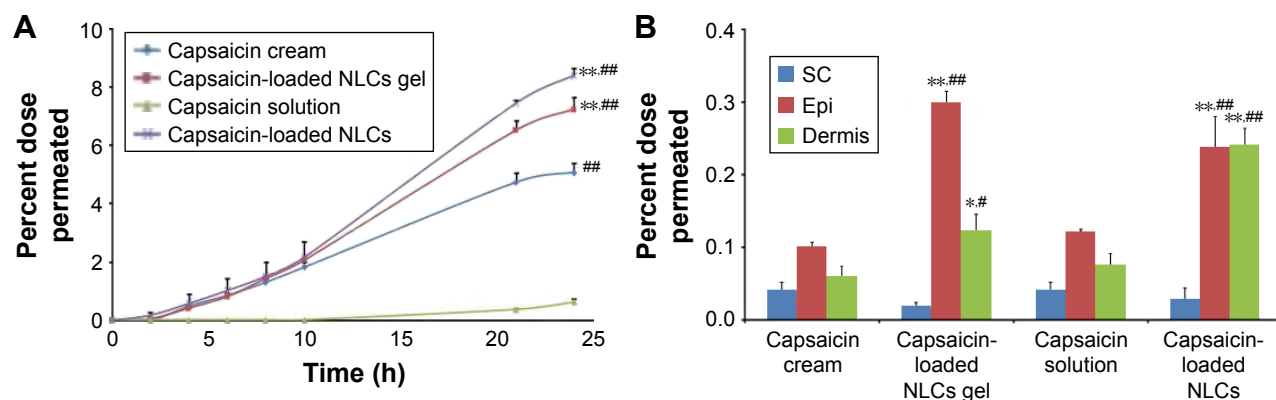 A
Percent dose
permeated
10
8
6
4
2
0
Capsaicin cream
Capsaicin-loaded NLCs gel
Capsaicin solution
Capsaicin-loaded NLCs
**,##
**,##
##
0 5 10 15 20 25
Time (h)
B
Percent dose
permeated
0.4
0.3
0.2
0.1
0.0
SC
Epi
Dermis
**,##
*,#
**,##
**,##
Capsaicin
cream
Capsaicin-
loaded
NLCs gel
Capsaicin
solution
Capsaicin-
loaded
NLCs